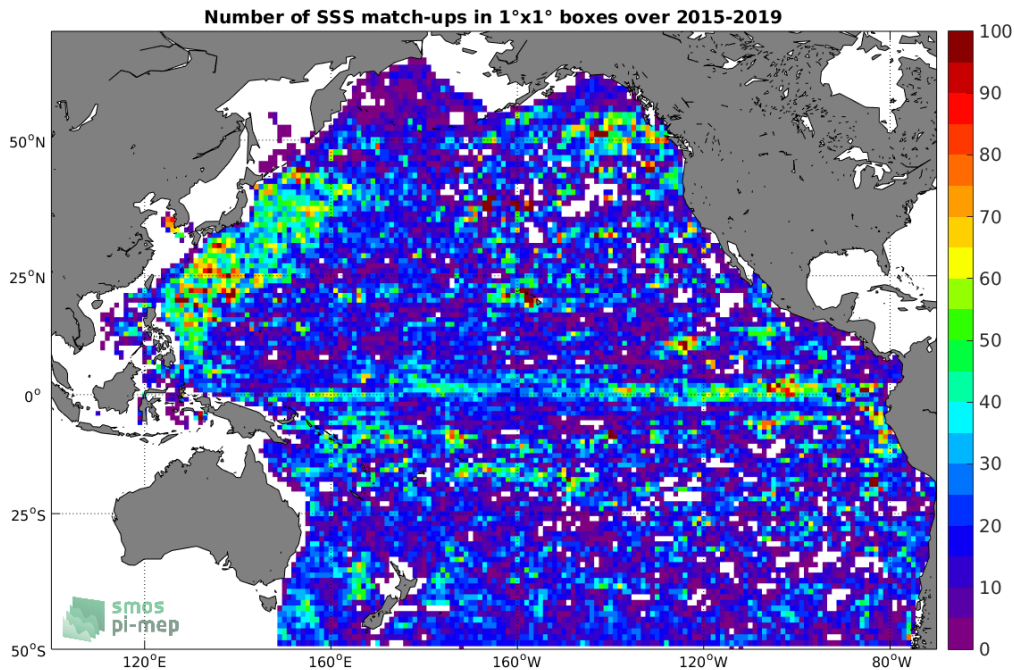 Number of SSS match-ups in 1°x1° boxes over 2015-2019
100
90
80
70
60
50
40
30
20
10
0
50°N
25°N
0°
25°S
50°S
120°E
160°E
160°W
120°W
80°W
smos
pi-mep